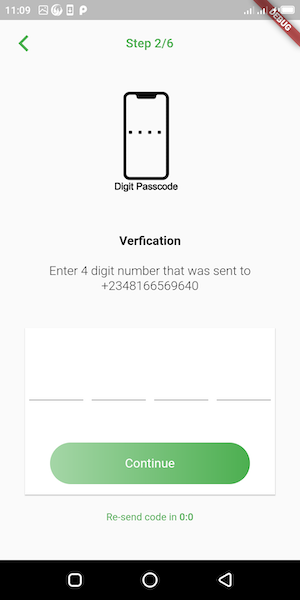 11:09
DEBUG
Step 2/6
Digit Passcode
Verfication
Enter 4 digit number that was sent to
+2348166569640
Continue
Re-send code in 0:0